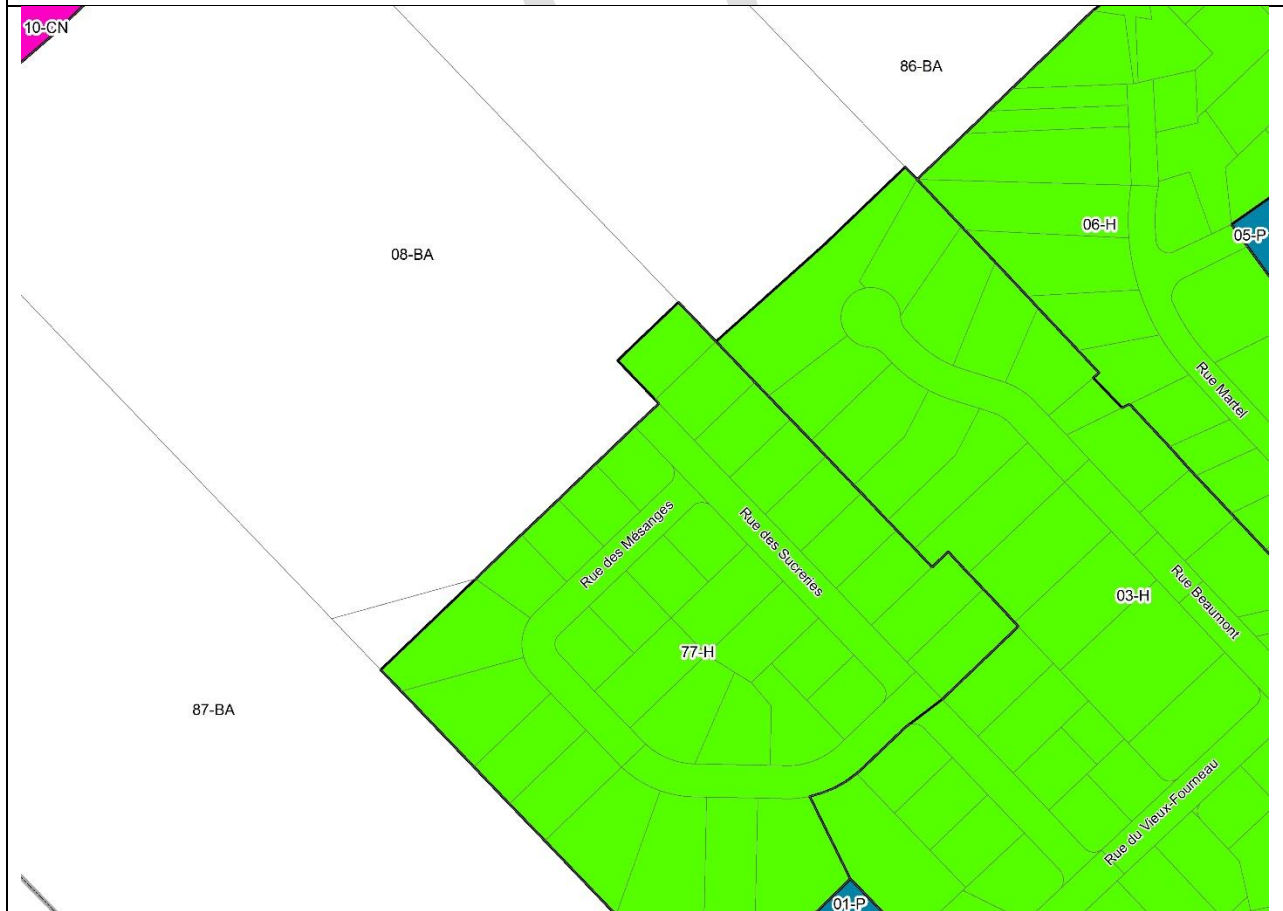 10-CN
86-BA
06-H
05-P
08-BA
Rue Martel
Rue des Mésanges
Rue des Sucreries
Rue Beaumont
03-H
77-H
87-BA
Rue du Vieux-Fourneau
01-P